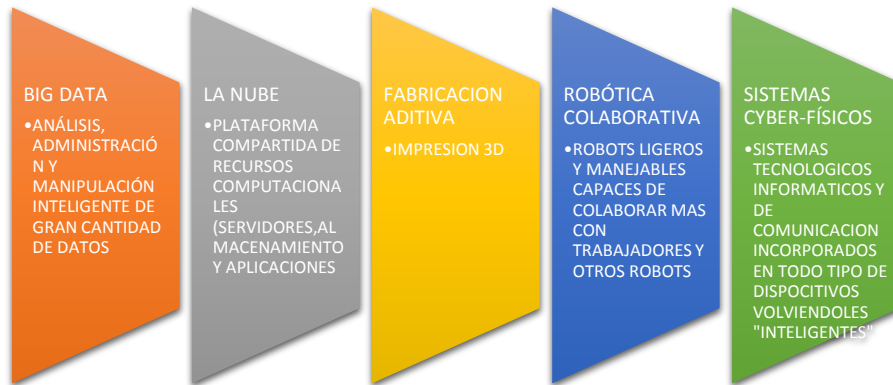 BIG DATA
•ANÁLISIS,
ADMINISTRACIÓ
N Y
MANIPULACIÓN
INTELIGENTE DE
GRAN CANTIDAD
DE DATOS
LA NUBE
•PLATAFORMA
COMPARTIDA DE
RECURSOS
COMPUTACIONA
LES
(SERVIDORES,AL
MACENAMIENTO
Y APLICACIONES
FABRICACION
ADITIVA
•IMPRESION 3D
ROBÓTICA
COLABORATIVA
•ROBOTS LIGEROS
Y MANEJABLES
CAPACES DE
COLABORAR MAS
CON
TRABAJADORES Y
OTROS ROBOTS
SISTEMAS
CYBER-FÍSICOS
•SISTEMAS
TECNOLOGICOS
INFORMATICOS Y
DE
COMUNICACION
INCORPORADOS
EN TODO TIPO DE
DISPOCITIVOS
VOLVIENDOLES
"INTELIGENTES"